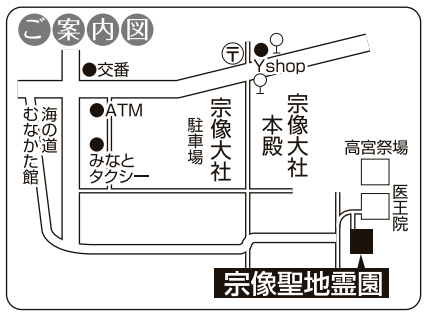 ご案内図
〒
Yshop
交番
ATM
みなと
タクシー
海の道
むなかた館
宗像大社
駐車場
宗像大社
本殿
高宮祭場
医王院
宗像聖地霊園